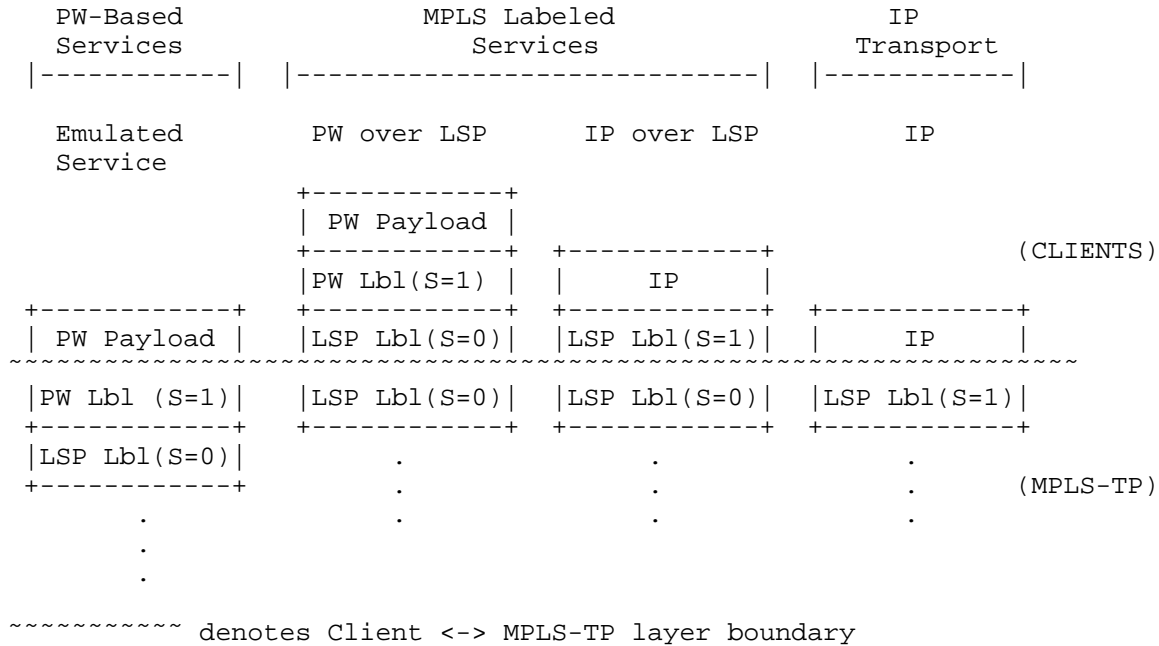 PW-Based MPLS Labeled IP
Services Services Transport
|------------| |-----------------------------| |------------|
Emulated PW over LSP IP over LSP IP
Service
+------------+
| PW Payload |
+------------+ +------------+ (CLIENTS)
|PW Lbl(S=1) | | IP |
+------------+ +------------+ +------------+ +------------+
| PW Payload | |LSP Lbl(S=0)| |LSP Lbl(S=1)| | IP |
~~~~~~~~~~~~~~~~~~~~~~~~~~~~~~~~~~~~~~~~~~~~~~~~~~~~~~~~~~~~~~~~~~~
|PW Lbl (S=1)| |LSP Lbl(S=0)| |LSP Lbl(S=0)| |LSP Lbl(S=1)|
+------------+ +------------+ +------------+ +------------+
|LSP Lbl(S=0)| . . .
+------------+ . . . (MPLS-TP)
. . . .
.
.
~~~~~~~~~~~ denotes Client <-> MPLS-TP layer boundary